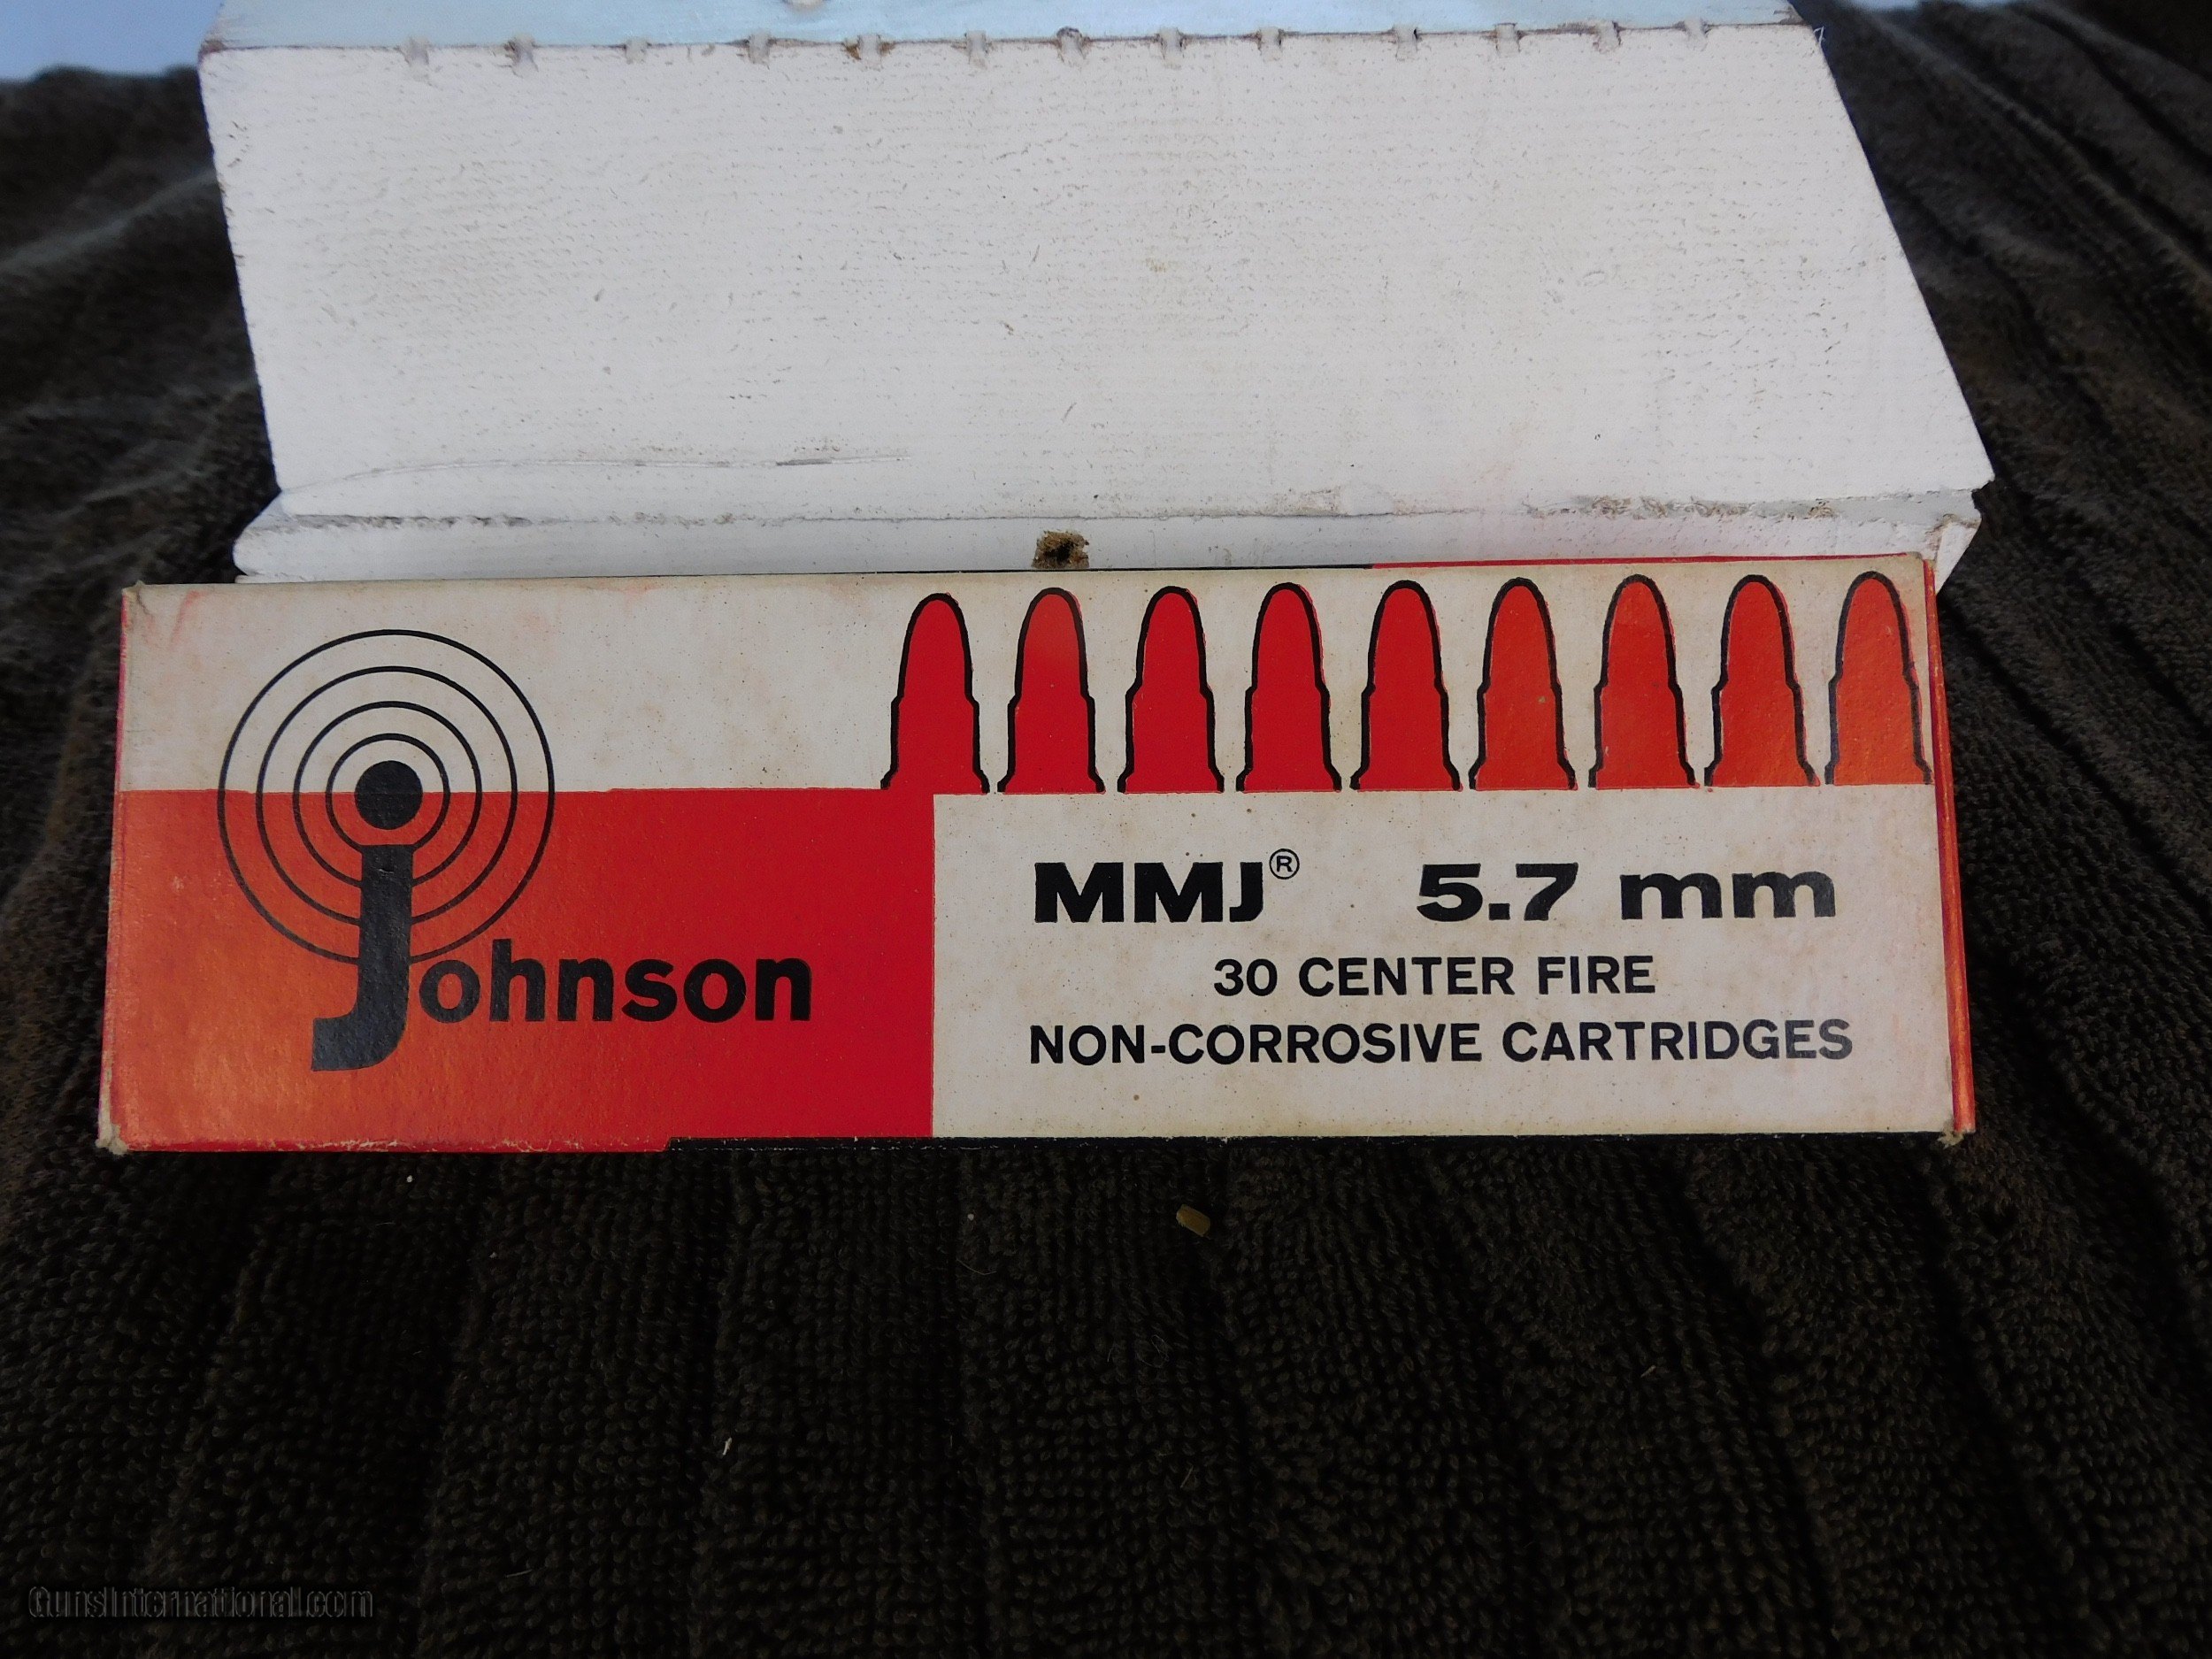 Johnson
MMJ® 5.7 mm
30 CENTER FIRE
NON-CORROSIVE CARTRIDGES
GunsInternational.com